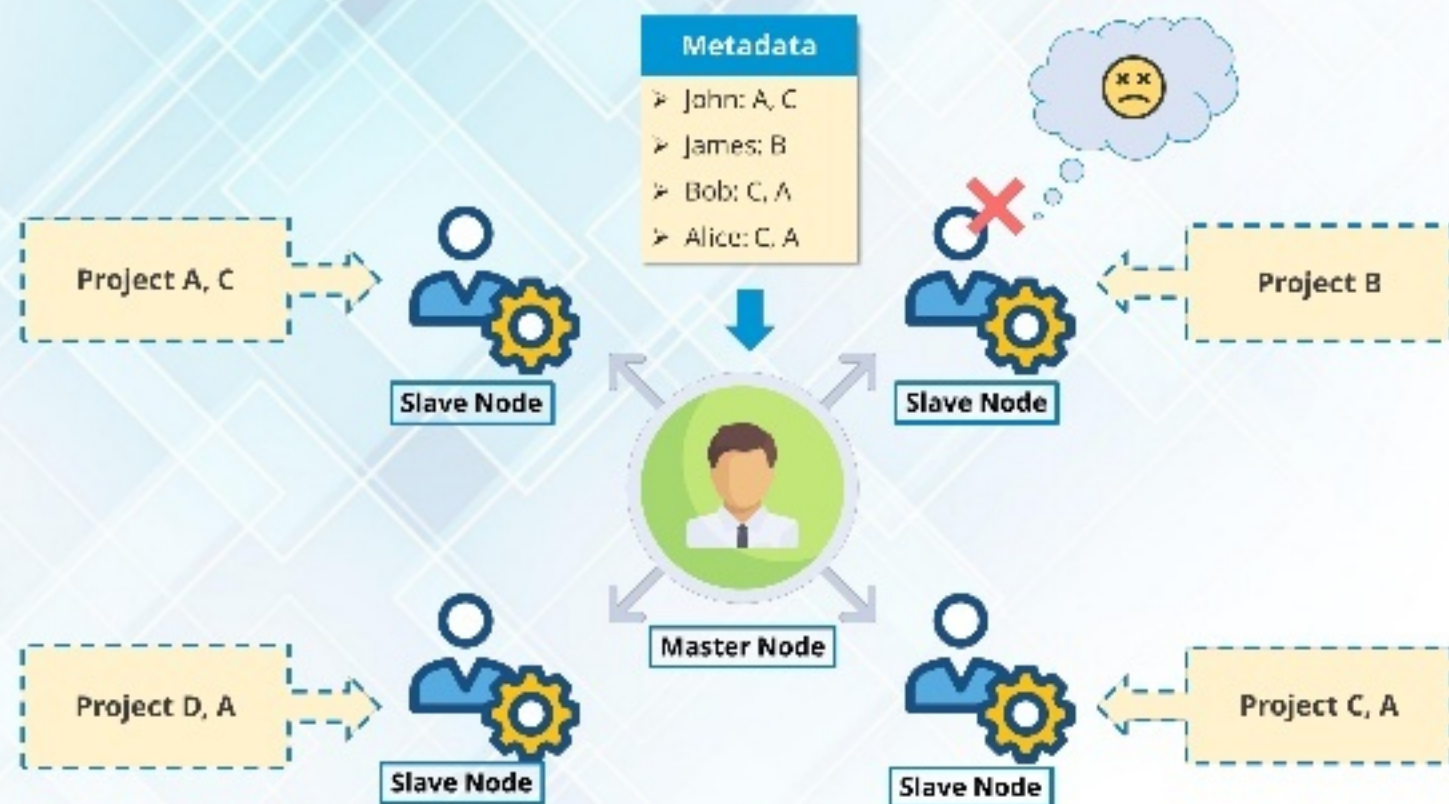 Metadata
➢ John: A, C
➢ James: B
➢ Bob: C, A
➢ Alice: C, A
Project A, C
Project B
Slave Node
Slave Node
Master Node
Project D, A
Project C, A
Slave Node
Slave Node